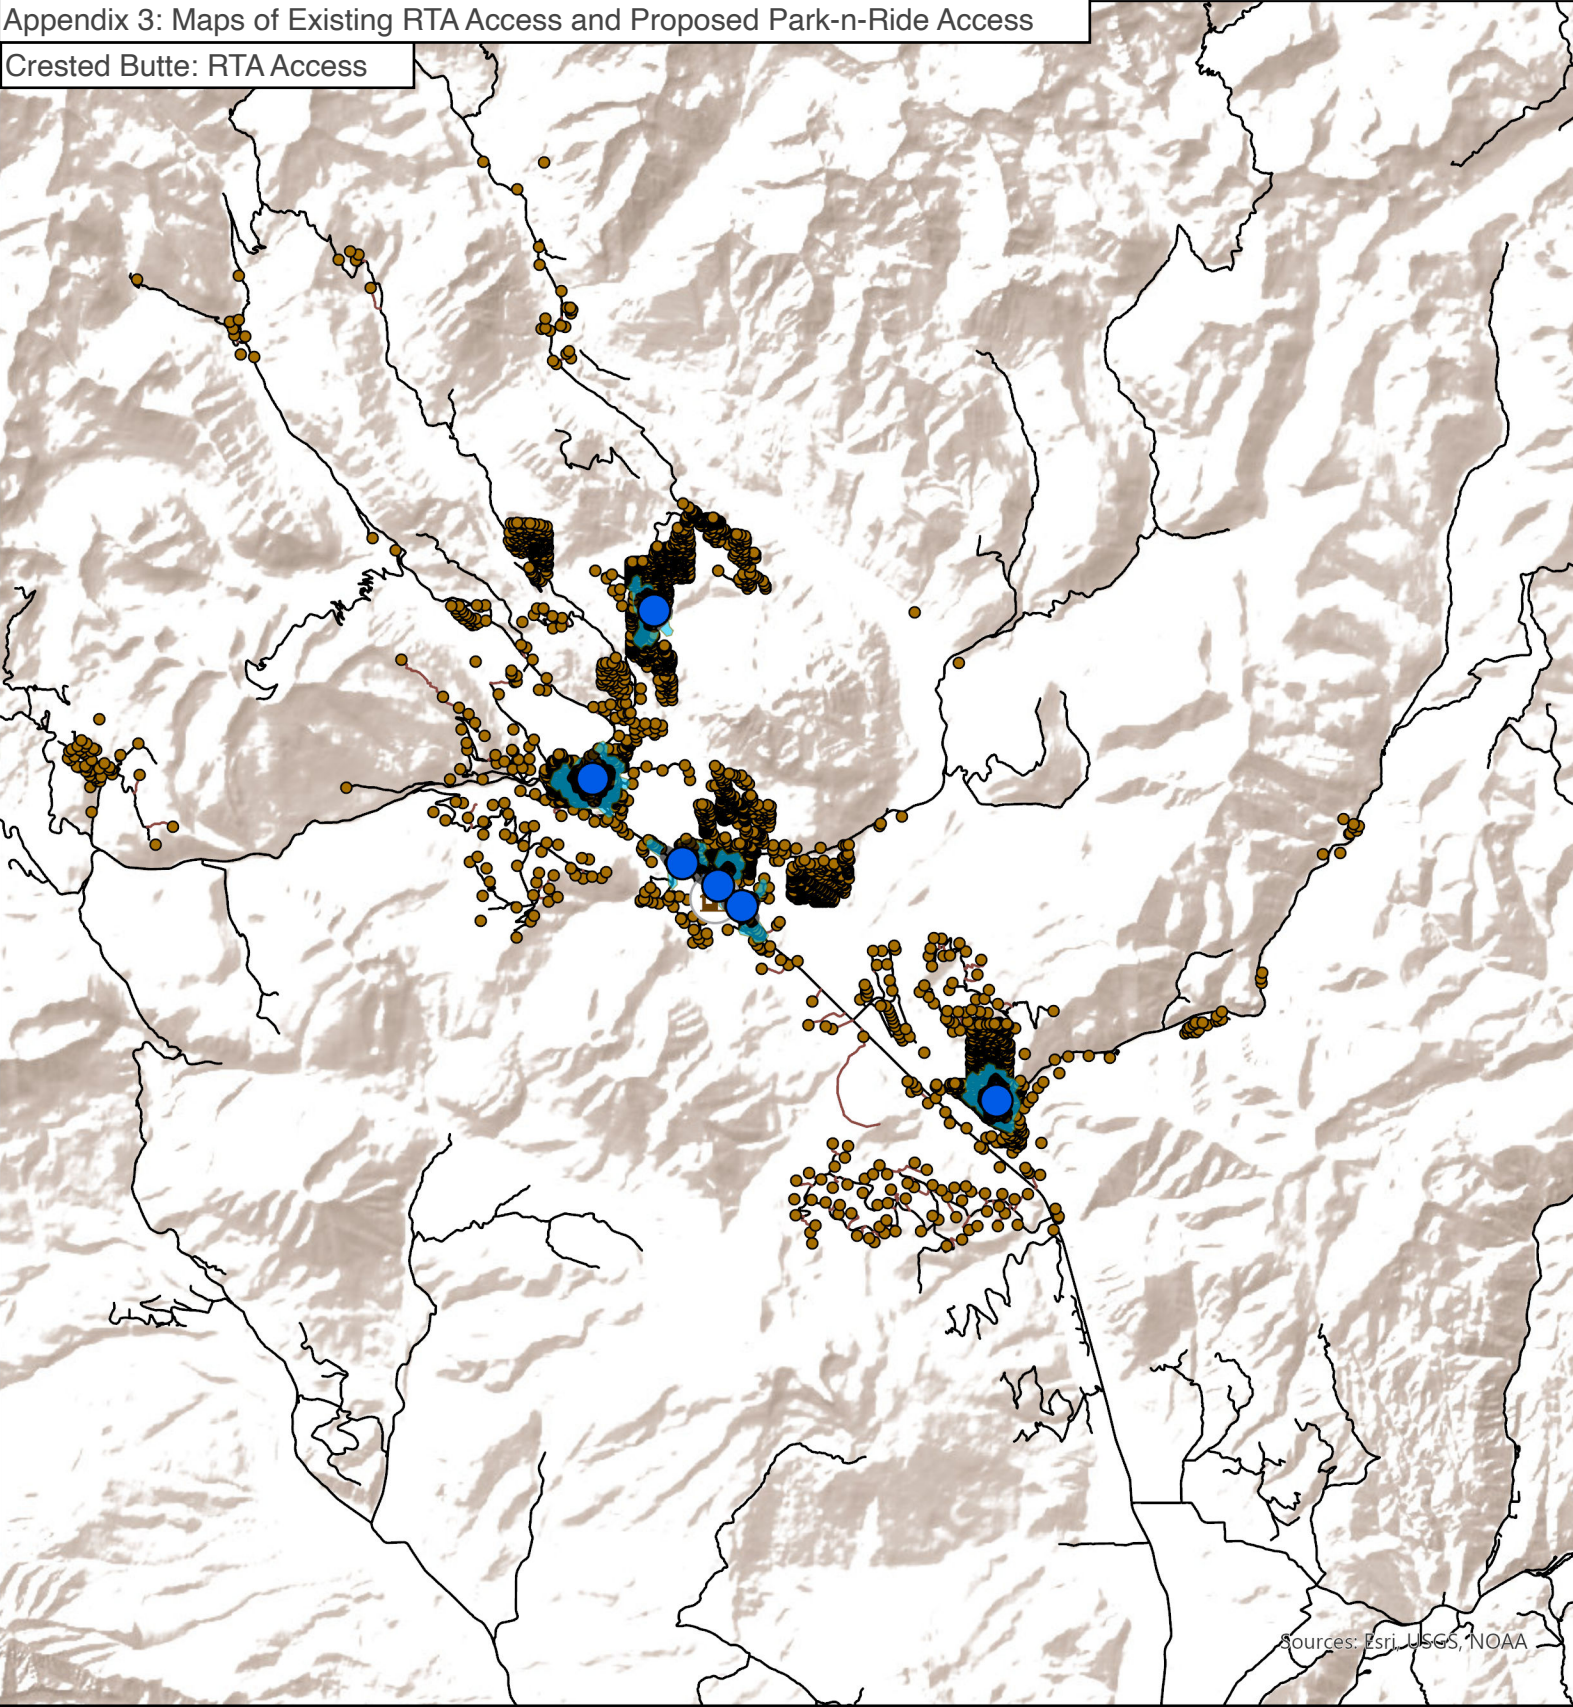 Appendix 3: Maps of Existing RTA Access and Proposed Park-n-Ride Access
Crested Butte: RTA Access
Sources: Esri, USGS, NOAA